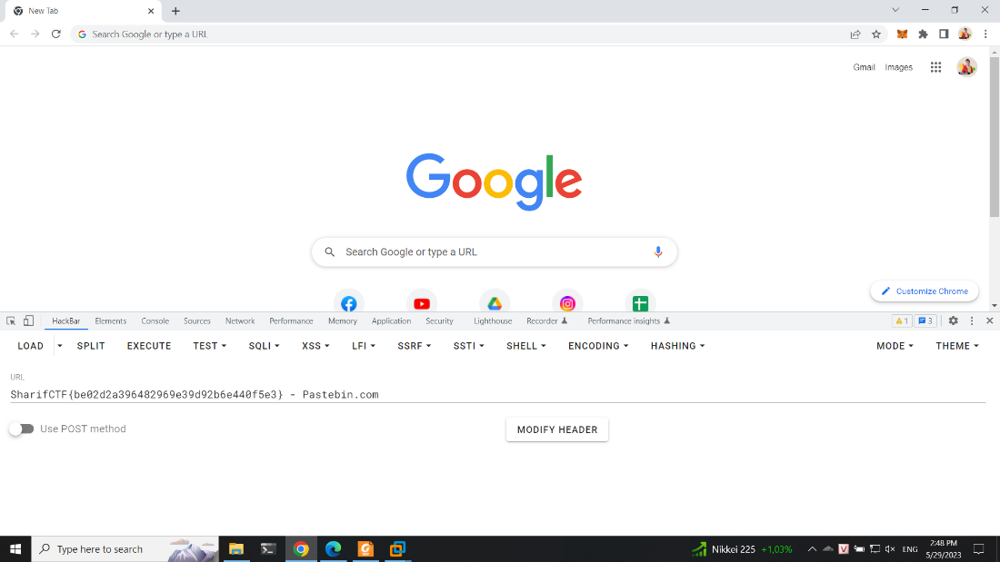 New Tab
Search Google or type a URL
Gmail Images
Google
Search Google or type a URL
Customize Chrome
HackBar Elements Console Sources Network Performance Memory Application Security Lighthouse Recorder Performance insights 1 3
LOAD SPLIT EXECUTE TEST SQLI XSS LFI SSRF SSTI SHELL ENCODING HASHING MODE THEME
URL
SharifCTF{be02d2a396482969e39d92b6e440f5e3} - Pastebin.com
Use POST method MODIFY HEADER
Type here to search Nikkei 225 +1,03% V ENG 2:48 PM
5/29/2023